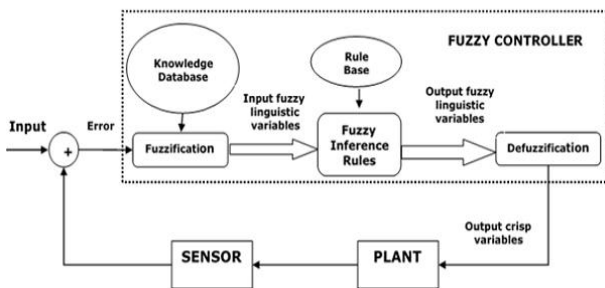 FUZZY CONTROLLER
Knowledge
Database
Rule
Base
Input fuzzy
linguistic
variables
Output fuzzy
linguistic
variables
Input
Error
+
Fuzzification
Fuzzy
Inference
Rules
Defuzzification
Output crisp
variables
SENSOR
PLANT